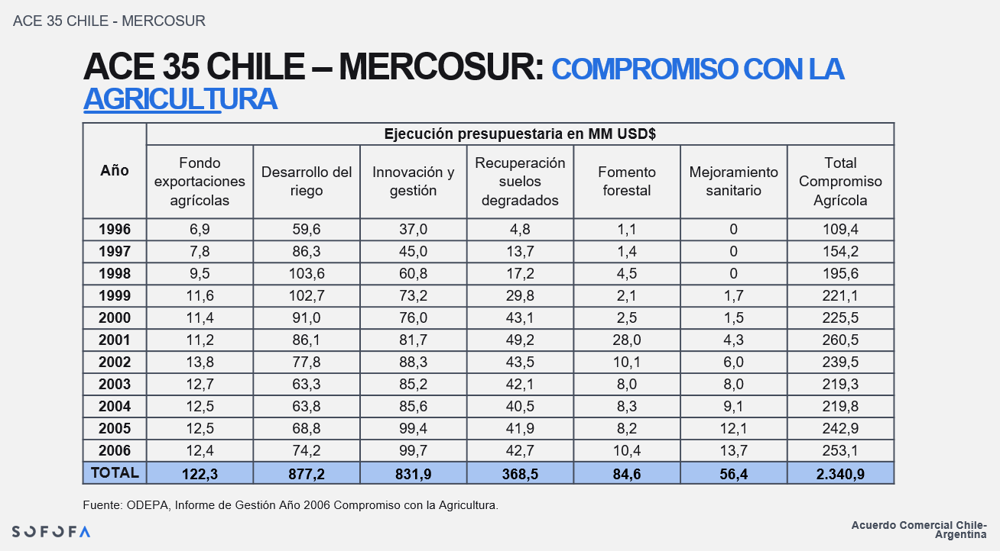 ACE 35 CHILE - MERCOSUR
ACE 35 CHILE – MERCOSUR: COMPROMISO CON LA
AGRICULTURA
Ejecución presupuestaria en MM USD$
Año
Fondo
exportaciones
agrícolas
Desarrollo del
riego
Innovación y
gestión
Recuperación
suelos
degradados
Fomento
forestal
Mejoramiento
sanitario
Total
Compromiso
Agrícola
1996 6,9 59,6 37,0 4,8 1,1 0 109,4
1997 7,8 86,3 45,0 13,7 1,4 0 154,2
1998 9,5 103,6 60,8 17,2 4,5 0 195,6
1999 11,6 102,7 73,2 29,8 2,1 1,7 221,1
2000 11,4 91,0 76,0 43,1 2,5 1,5 225,5
2001 11,2 86,1 81,7 49,2 28,0 4,3 260,5
2002 13,8 77,8 88,3 43,5 10,1 6,0 239,5
2003 12,7 63,3 85,2 42,1 8,0 8,0 219,3
2004 12,5 63,8 85,6 40,5 8,3 9,1 219,8
2005 12,5 68,8 99,4 41,9 8,2 12,1 242,9
2006 12,4 74,2 99,7 42,7 10,4 13,7 253,1
TOTAL 122,3 877,2 831,9 368,5 84,6 56,4 2.340,9
Fuente: ODEPA, Informe de Gestión Año 2006 Compromiso con la Agricultura.
SOFOFA
Acuerdo Comercial Chile-
Argentina